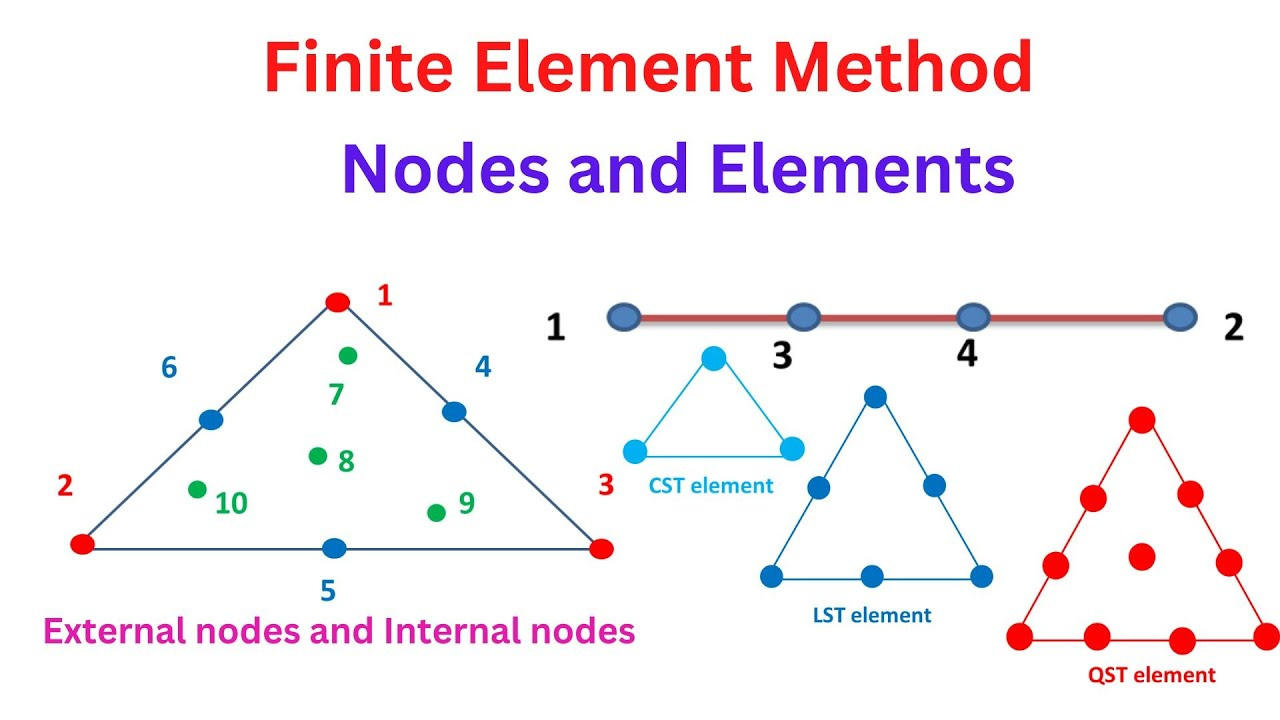 Finite Element Method
Nodes and Elements
1
6
4
7
8
2
3
10
9
5
External nodes and Internal nodes
1
2
3
4
CST element
LST element
QST element